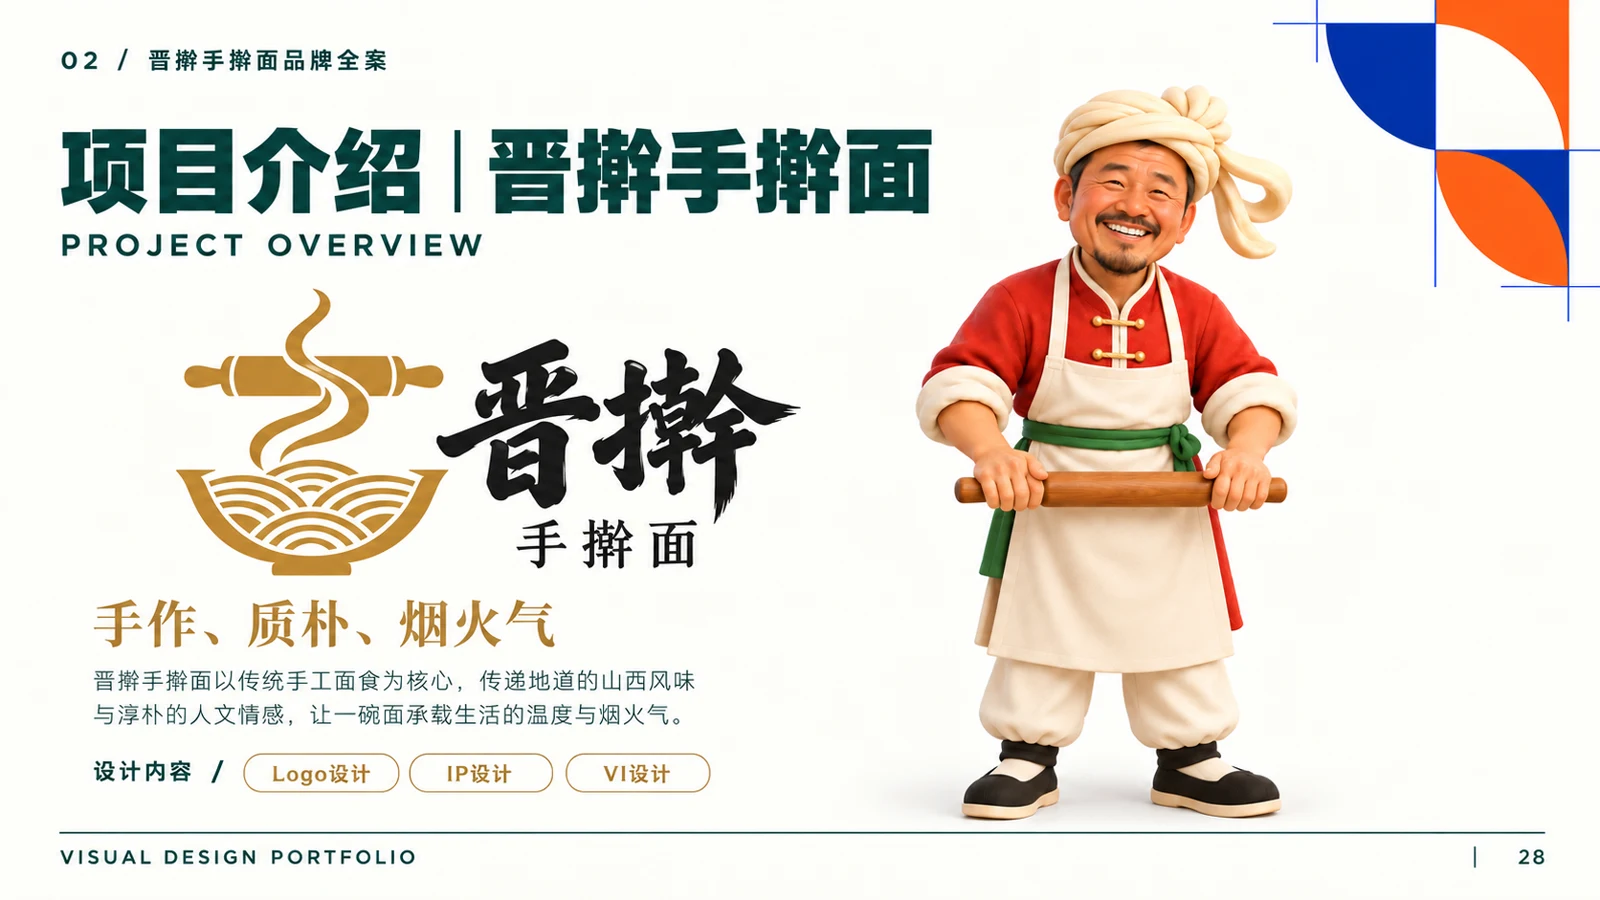 02 / 晋擀手擀面品牌全案
项目介绍｜晋擀手擀面
PROJECT OVERVIEW
晋擀
手擀面
手作、质朴、烟火气
晋擀手擀面以传统手工面食为核心，传递地道的山西风味
与淳朴的人文情感，让一碗面承载生活的温度与烟火气。
设计内容 / Logo设计 IP设计 VI设计
VISUAL DESIGN PORTFOLIO | 28